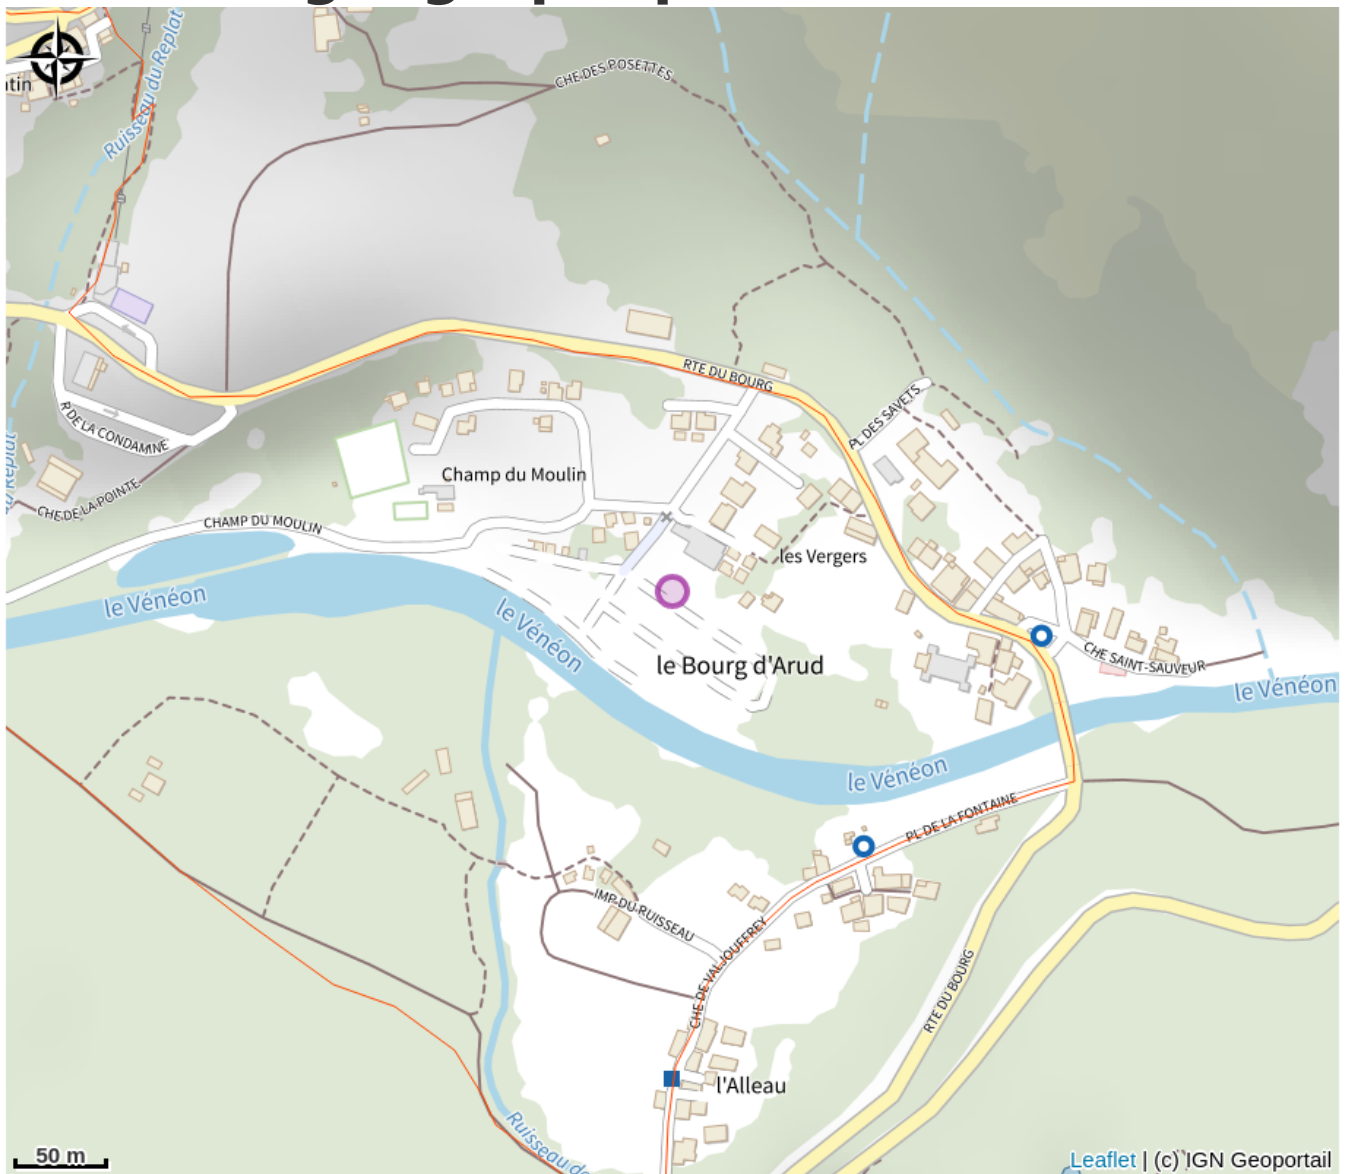 Ruisseau du Replat
CHE DES POSETTES
RTE DU BOURG
PL DES SAVETS
R DE LA CONDAMNE
CHE DE LA POINTE
Champ du Moulin
CHAMP DU MOULIN
les Vergers
le Vénéon
le Vénéon
le Bourg d'Arud
CHE SAINT-SAUVEUR
le Vénéon
le Vénéon
PL DE LA FONTAINE
IMP DU RUISSEAU
CHE DE VALJOUFFREY
RTE DU BOURG
l'Alleau
Ruisseau de
50 m
Leaflet | (c) IGN Geoportail